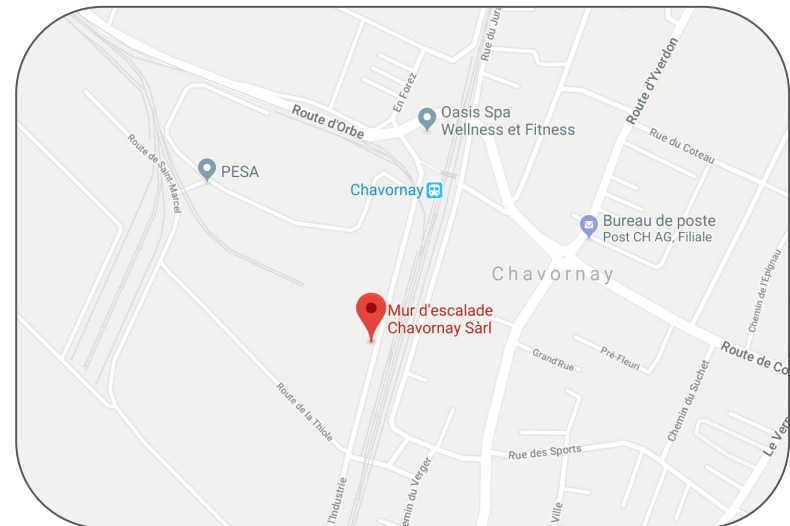 Rue du Jura
Route d'Yverdon
En Forez
Route d'Orbe
Oasis Spa
Wellness et Fitness
Rue du Coteau
Route de Saint-Marcel
PESA
Chavornay
Bureau de poste
Post CH AG, Filiale
Chavornay
Chemin de l'Epignau
Mur d'escalade
Chavornay Sàrl
Grand'Rue
Pré-Fleuri
Route de Co
Chemin du Suchet
Route de la Thiole
Le Vern
Rue des Sports
l'Industrie
emin du Verger
Ville